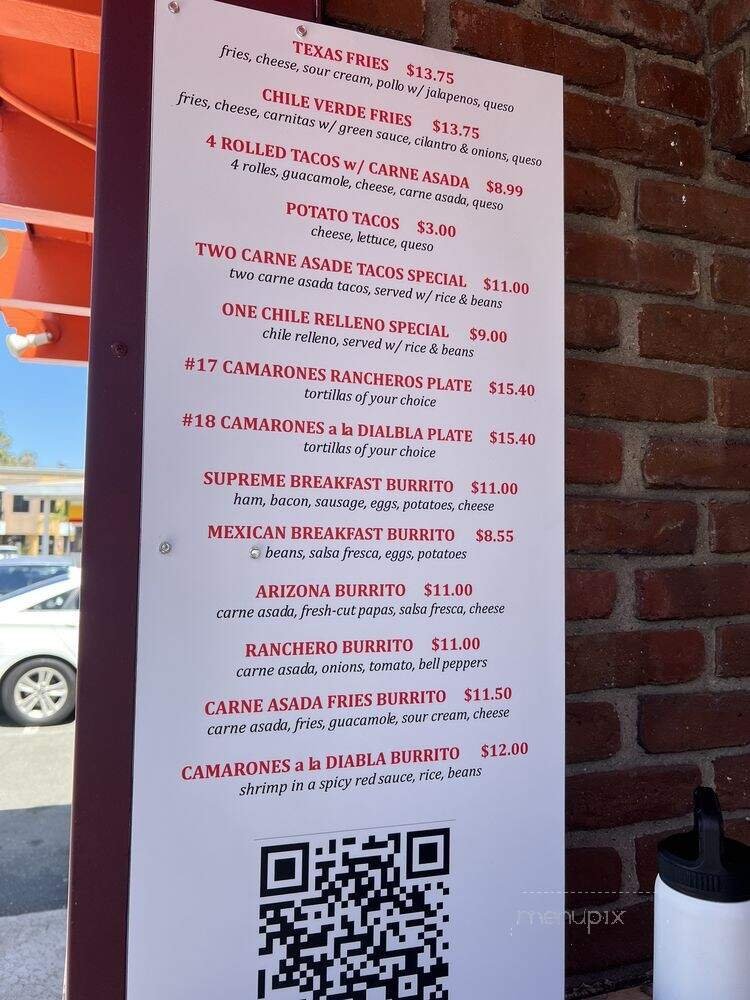 TEXAS FRIES $13.75
fries, cheese, sour cream, pollo w/ jalapenos, queso
CHILE VERDE FRIES $13.75
fries, cheese, carnitas w/ green sauce, cilantro & onions, queso
4 ROLLED TACOS w/ CARNE ASADA $8.99
4 rolles, guacamole, cheese, carne asada, queso
POTATO TACOS $3.00
cheese, lettuce, queso
TWO CARNE ASADE TACOS SPECIAL $11.00
two carne asada tacos, served w/ rice & beans
ONE CHILE RELLENO SPECIAL $9.00
chile relleno, served w/ rice & beans
#17 CAMARONES RANCHEROS PLATE $15.40
tortillas of your choice
#18 CAMARONES a la DIALBLA PLATE $15.40
tortillas of your choice
SUPREME BREAKFAST BURRITO $11.00
ham, bacon, sausage, eggs, potatoes, cheese
MEXICAN BREAKFAST BURRITO $8.55
beans, salsa fresca, eggs, potatoes
ARIZONA BURRITO $11.00
carne asada, fresh-cut papas, salsa fresca, cheese
RANCHERO BURRITO $11.00
carne asada, onions, tomato, bell peppers
CARNE ASADA FRIES BURRITO $11.50
carne asada, fries, guacamole, sour cream, cheese
CAMARONES a la DIABLA BURRITO $12.00
shrimp in a spicy red sauce, rice, beans
menupix